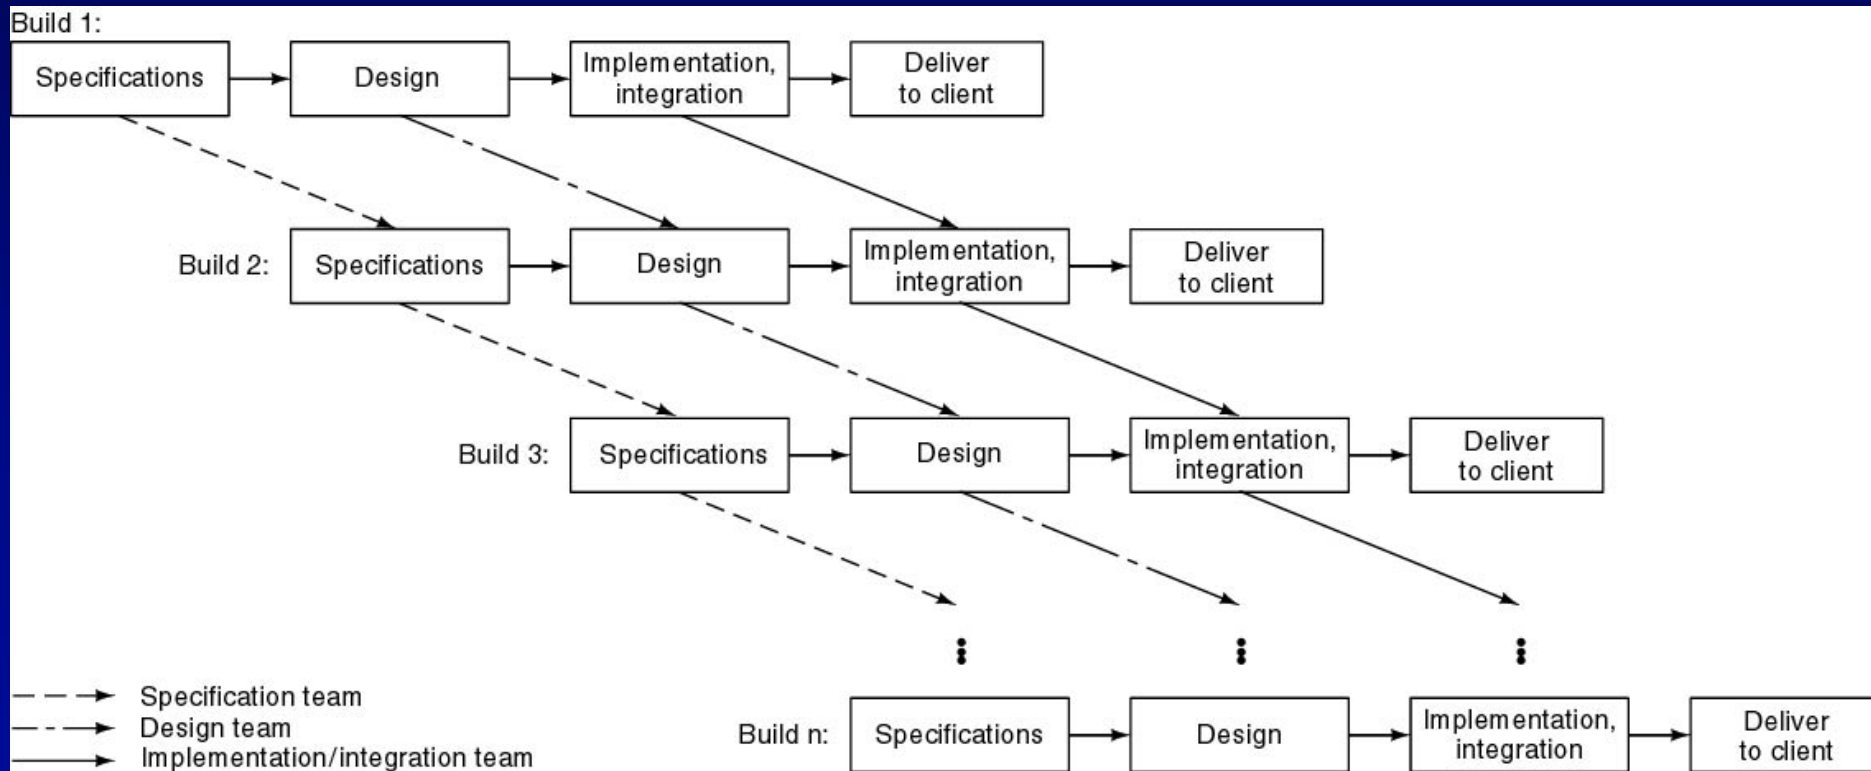 Build 1:
Specifications
Design
Implementation,
integration
Deliver
to client
Build 2:
Specifications
Design
Implementation,
integration
Deliver
to client
Build 3:
Specifications
Design
Implementation,
integration
Deliver
to client
Specification team
Design team
Implementation/integration team
Build n:
Specifications
Design
Implementation,
integration
Deliver
to client